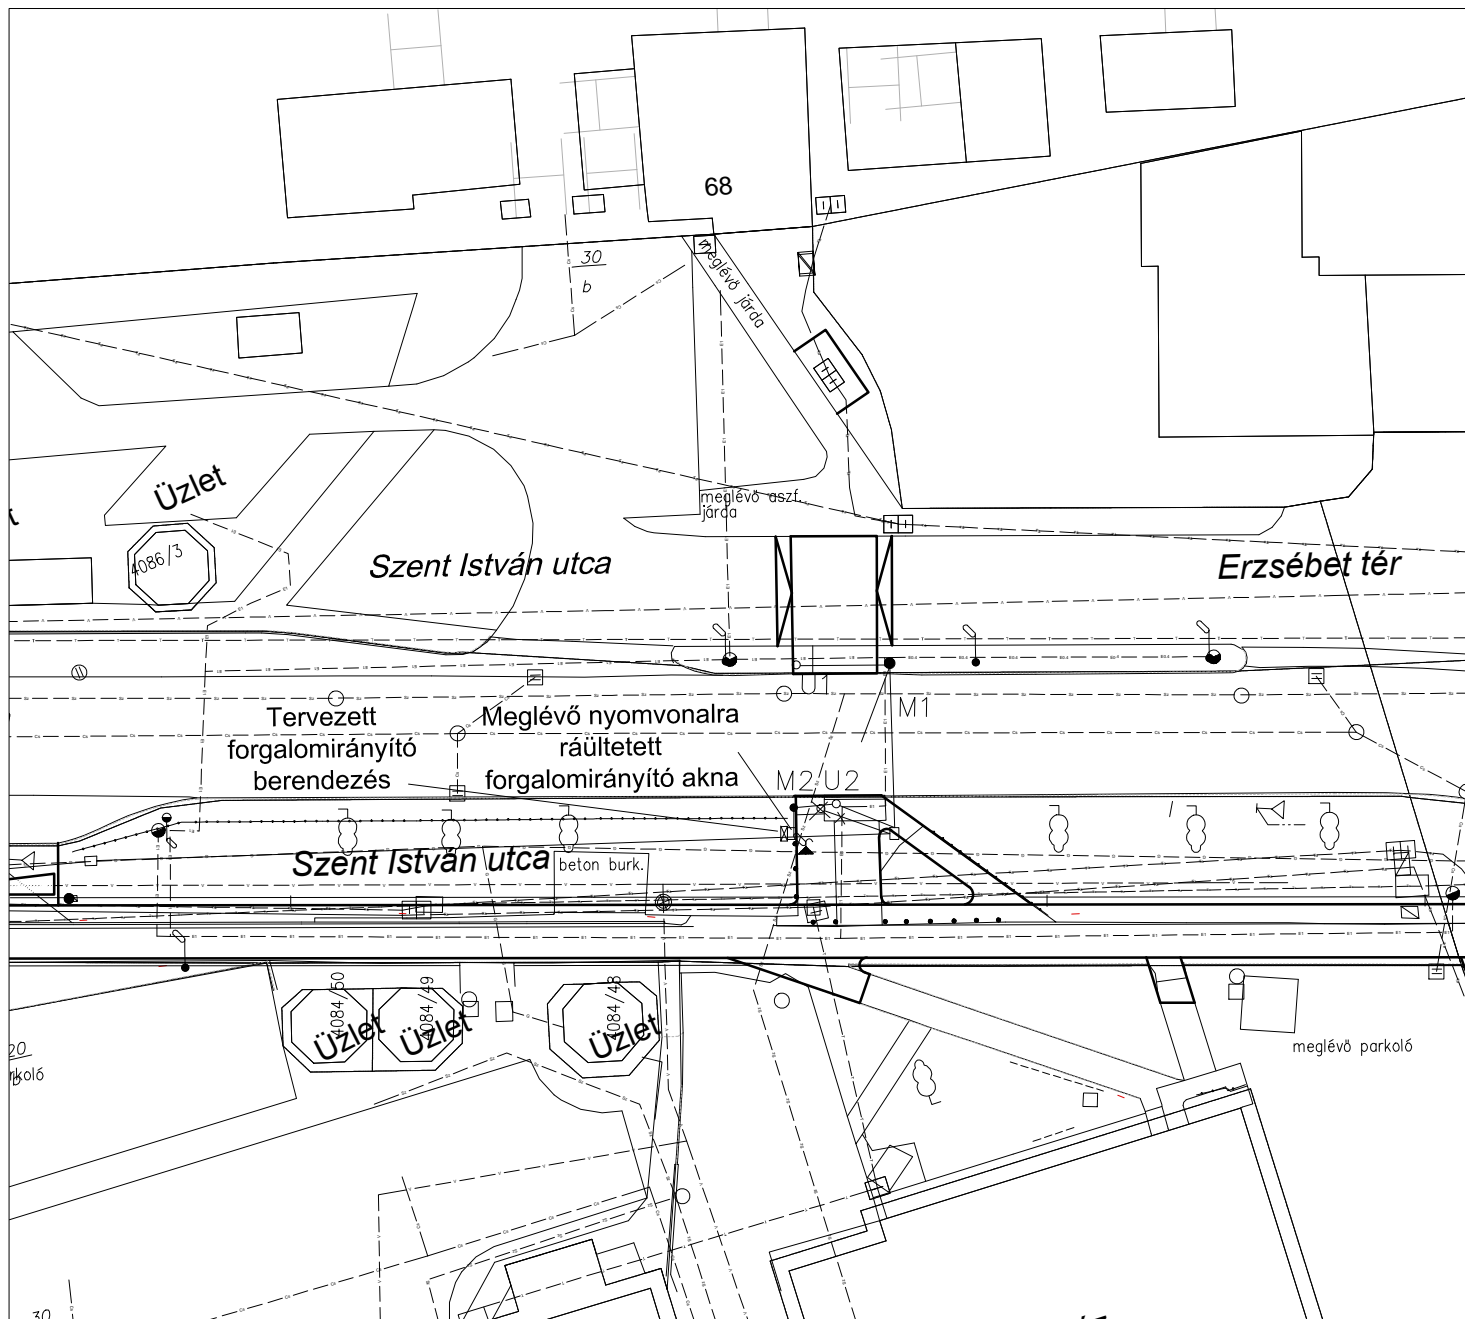 68
30
b
meglévő járda
Üzlet
meglévő aszf.
járda
4086/3
Szent István utca
Erzsébet tér
U1
M1
Tervezett
forgalomirányító
berendezés
Meglévő nyomvonalra
ráültetett
forgalomirányító akna
M2 U2
Szent István utca
beton burk.
4084/50
Üzlet
4084/49
Üzlet
4084/48
Üzlet
20
rkoló
meglévő parkoló
30